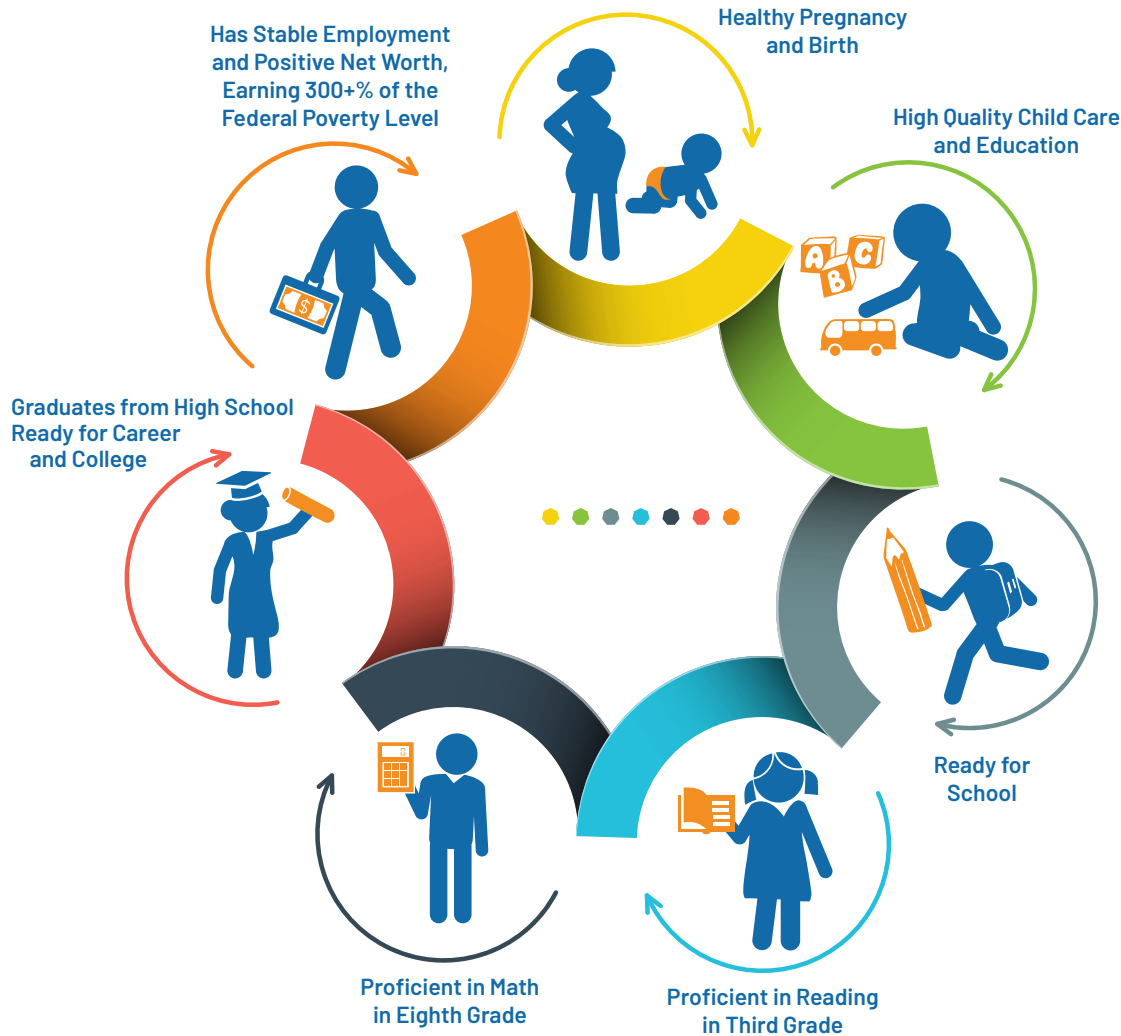 Healthy Pregnancy
and Birth
High Quality Child Care
and Education
A
B
C
Ready for
School
Proficient in Reading
in Third Grade
Proficient in Math
in Eighth Grade
Graduates from High School
Ready for Career
and College
Has Stable Employment
and Positive Net Worth,
Earning 300+% of the
Federal Poverty Level
$